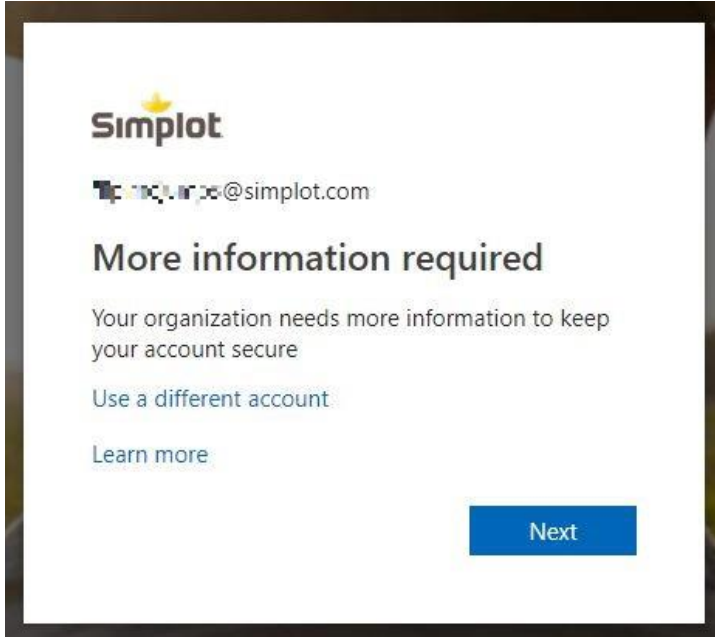 Simplot
@simplot.com
More information required
Your organization needs more information to keep
your account secure
Use a different account
Learn more
Next